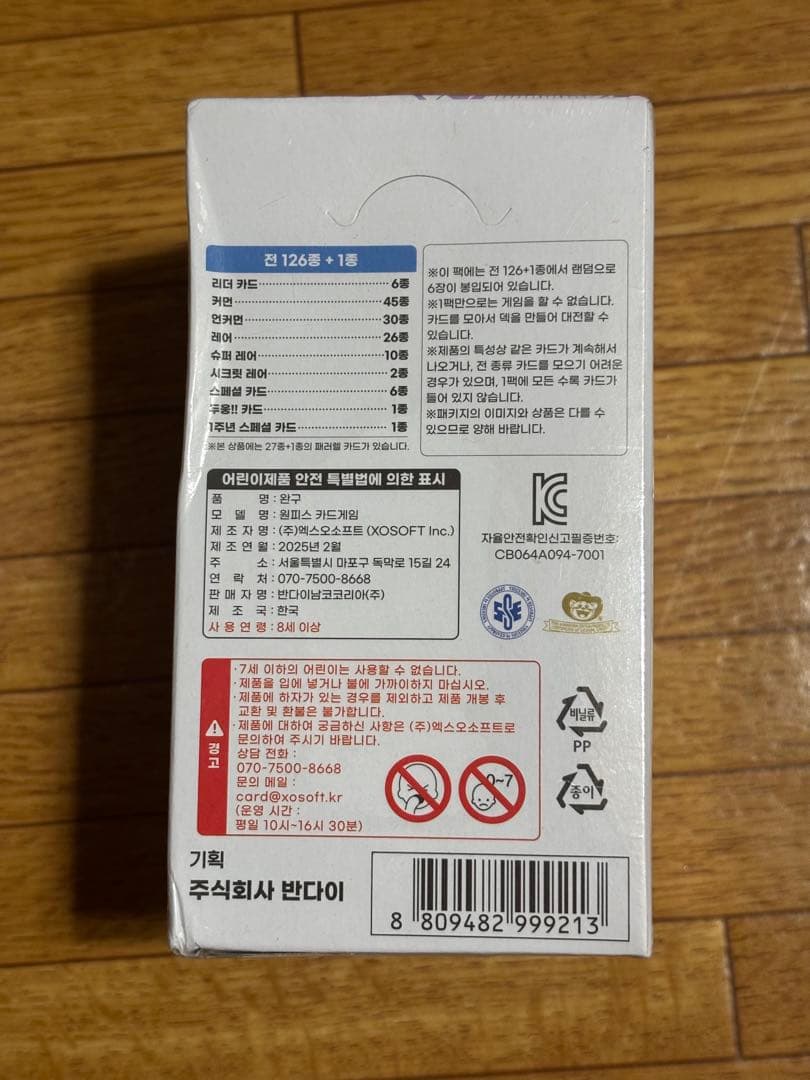 전 126종 + 1종
리더 카드 6종
커먼 45종
언커먼 30종
레어 26종
슈퍼 레어 10종
시크릿 레어 2종
스페셜 카드 6종
두웅!! 카드 1종
1주년 스페셜 카드 1종
※본 상품에는 27종+1종의 패러렐 카드가 있습니다.
※이 팩에는 전 126+1종에서 랜덤으로
6장이 봉입되어 있습니다.
※1팩만으로는 게임을 할 수 없습니다.
카드를 모아서 덱을 만들어 대전할 수
있습니다.
※제품의 특성상 같은 카드가 계속해서
나오거나, 전 종류 카드를 모으기 어려운
경우가 있으며, 1팩에 모든 수록 카드가
들어 있지 않습니다.
※패키지의 이미지와 상품은 다를 수
있으므로 양해 바랍니다.
어린이제품 안전 특별법에 의한 표시
품 명 : 완구
모 델 명 : 원피스 카드게임
제 조 자 명 : (주)엑스오소프트 (XOSOFT Inc.)
제 조 연 월 : 2025년 2월
주 소 : 서울특별시 마포구 독막로 15길 24
연 락 처 : 070-7500-8668
판 매 자 명 : 반다이남코코리아(주)
제 조 국 : 한국
사 용 연 령 : 8세 이상
자율안전확인신고필증번호:
CB064A094-7001
경고
·7세 이하의 어린이는 사용할 수 없습니다.
·제품을 입에 넣거나 불에 가까이하지 마십시오.
·제품에 하자가 있는 경우를 제외하고 제품 개봉 후
교환 및 환불은 불가합니다.
·제품에 대하여 궁금하신 사항은 (주)엑스오소프트로
문의하여 주시기 바랍니다.
상담 전화 :
070-7500-8668
문의 메일 :
card@xosoft.kr
(운영 시간 :
평일 10시~16시 30분)
0~7
비닐류
PP
종이
기획
주식회사 반다이
8 809482 999213